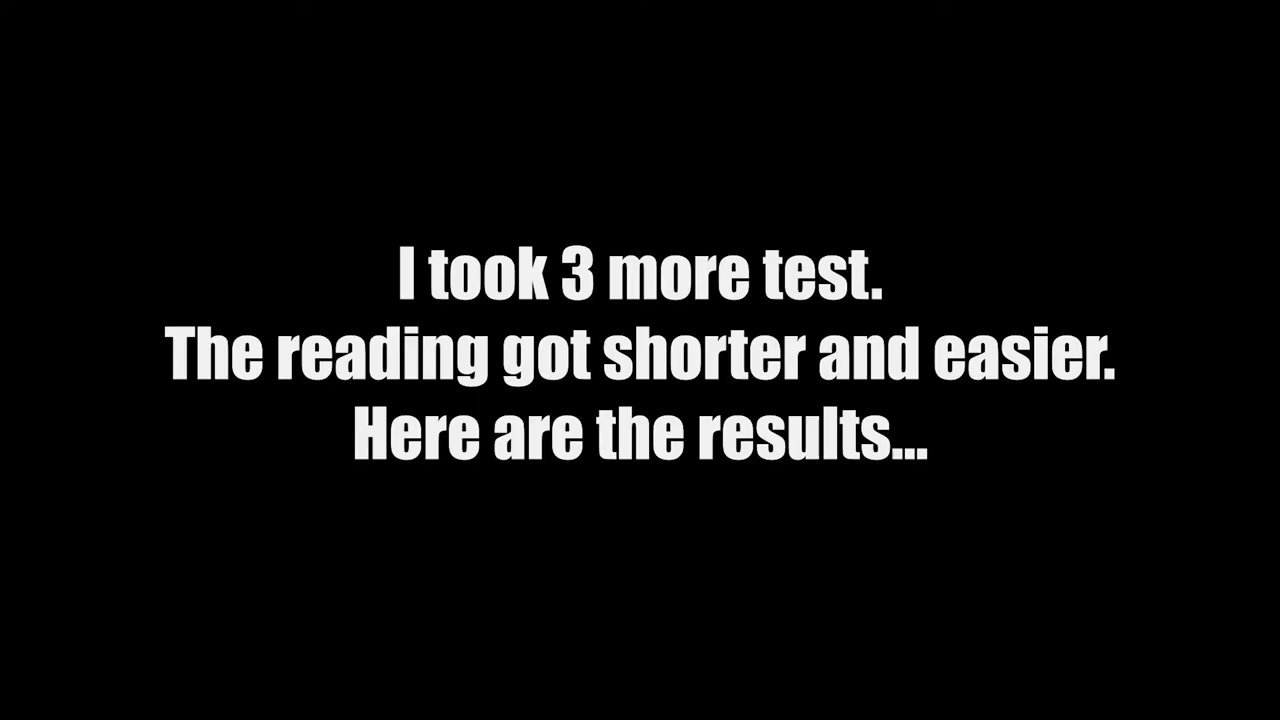 I took 3 more test.
The reading got shorter and easier.
Here are the results...